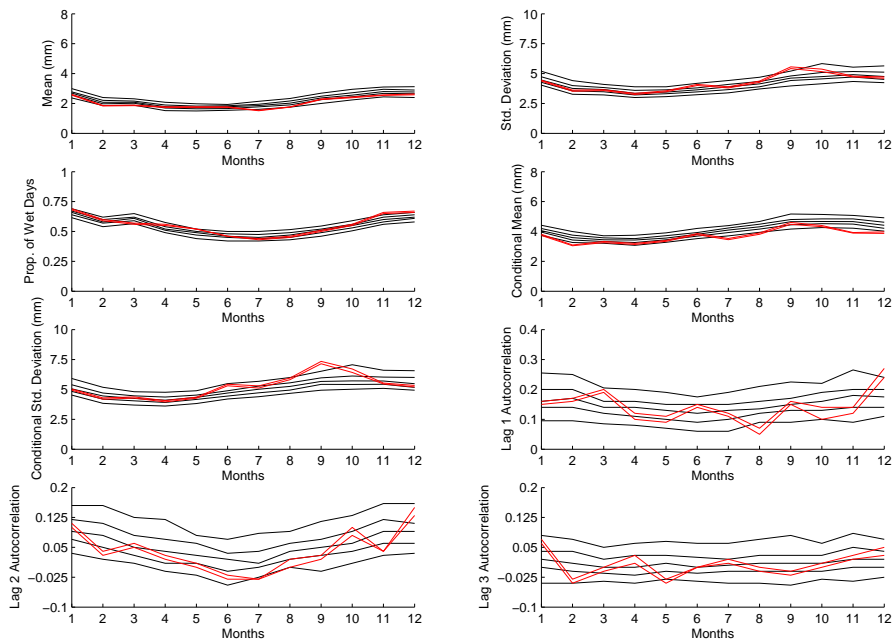 Mean (mm)
8
6
4
2
0
1 2 3 4 5 6 7 8 9 10 11 12
Months
Std. Deviation (mm)
10
7.5
5
2.5
0
1 2 3 4 5 6 7 8 9 10 11 12
Months
Prop. of Wet Days
1
0.75
0.5
0.25
0
1 2 3 4 5 6 7 8 9 10 11 12
Months
Conditional Mean (mm)
8
6
4
2
0
1 2 3 4 5 6 7 8 9 10 11 12
Months
Conditional Std. Deviation (mm)
10
7.5
5
2.5
0
1 2 3 4 5 6 7 8 9 10 11 12
Months
Lag 1 Autocorrelation
0.4
0.3
0.2
0.1
0
1 2 3 4 5 6 7 8 9 10 11 12
Months
Lag 2 Autocorrelation
0.2
0.125
0.05
−0.025
−0.1
1 2 3 4 5 6 7 8 9 10 11 12
Months
Lag 3 Autocorrelation
0.2
0.125
0.05
−0.025
−0.1
1 2 3 4 5 6 7 8 9 10 11 12
Months